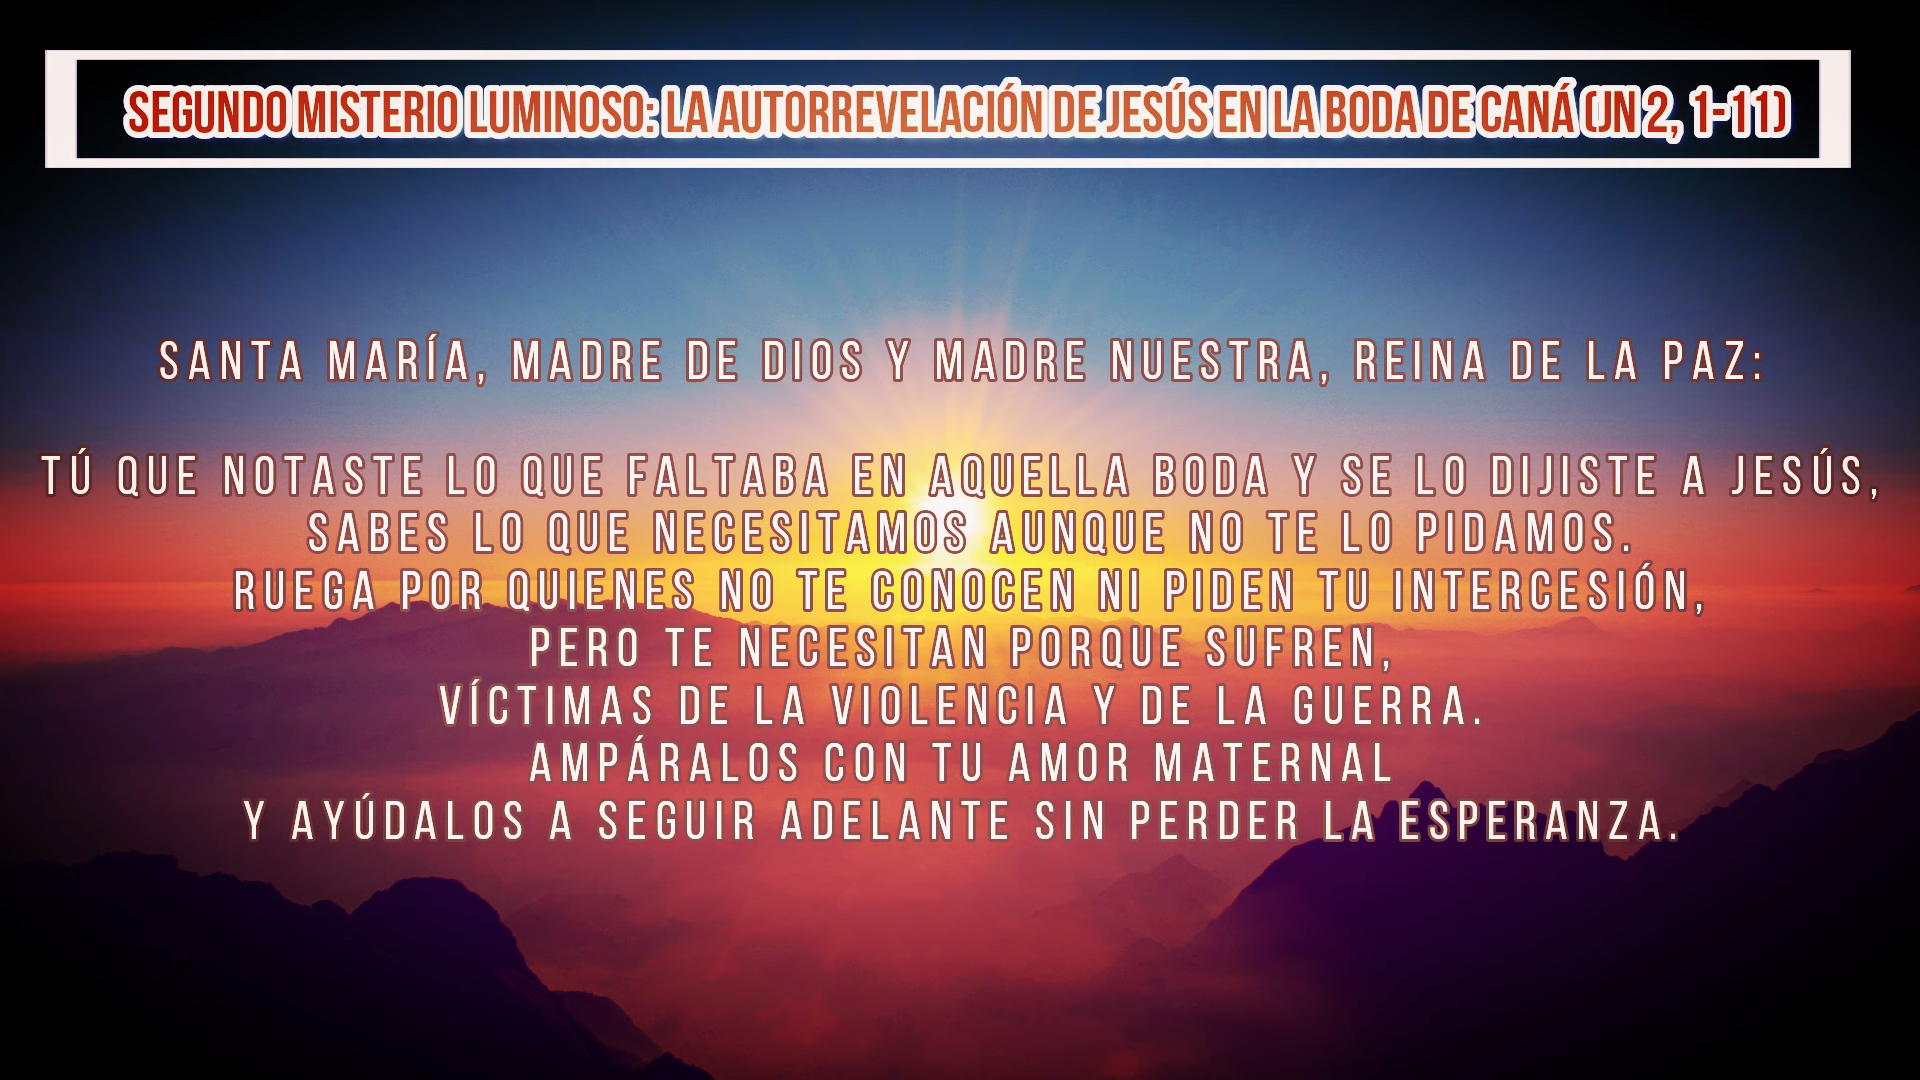 SEGUNDO MISTERIO LUMINOSO: LA AUTORREVELACIÓN DE JESÚS EN LA BODA DE CANÁ (JN 2, 1-11)
SANTA MARÍA, MADRE DE DIOS Y MADRE NUESTRA, REINA DE LA PAZ:
TÚ QUE NOTASTE LO QUE FALTABA EN AQUELLA BODA Y SE LO DIJISTE A JESÚS,
SABES LO QUE NECESITAMOS AUNQUE NO TE LO PIDAMOS.
RUEGA POR QUIENES NO TE CONOCEN NI PIDEN TU INTERCESIÓN,
PERO TE NECESITAN PORQUE SUFREN,
VÍCTIMAS DE LA VIOLENCIA Y DE LA GUERRA.
AMPÁRALOS CON TU AMOR MATERNAL
Y AYÚDALOS A SEGUIR ADELANTE SIN PERDER LA ESPERANZA.